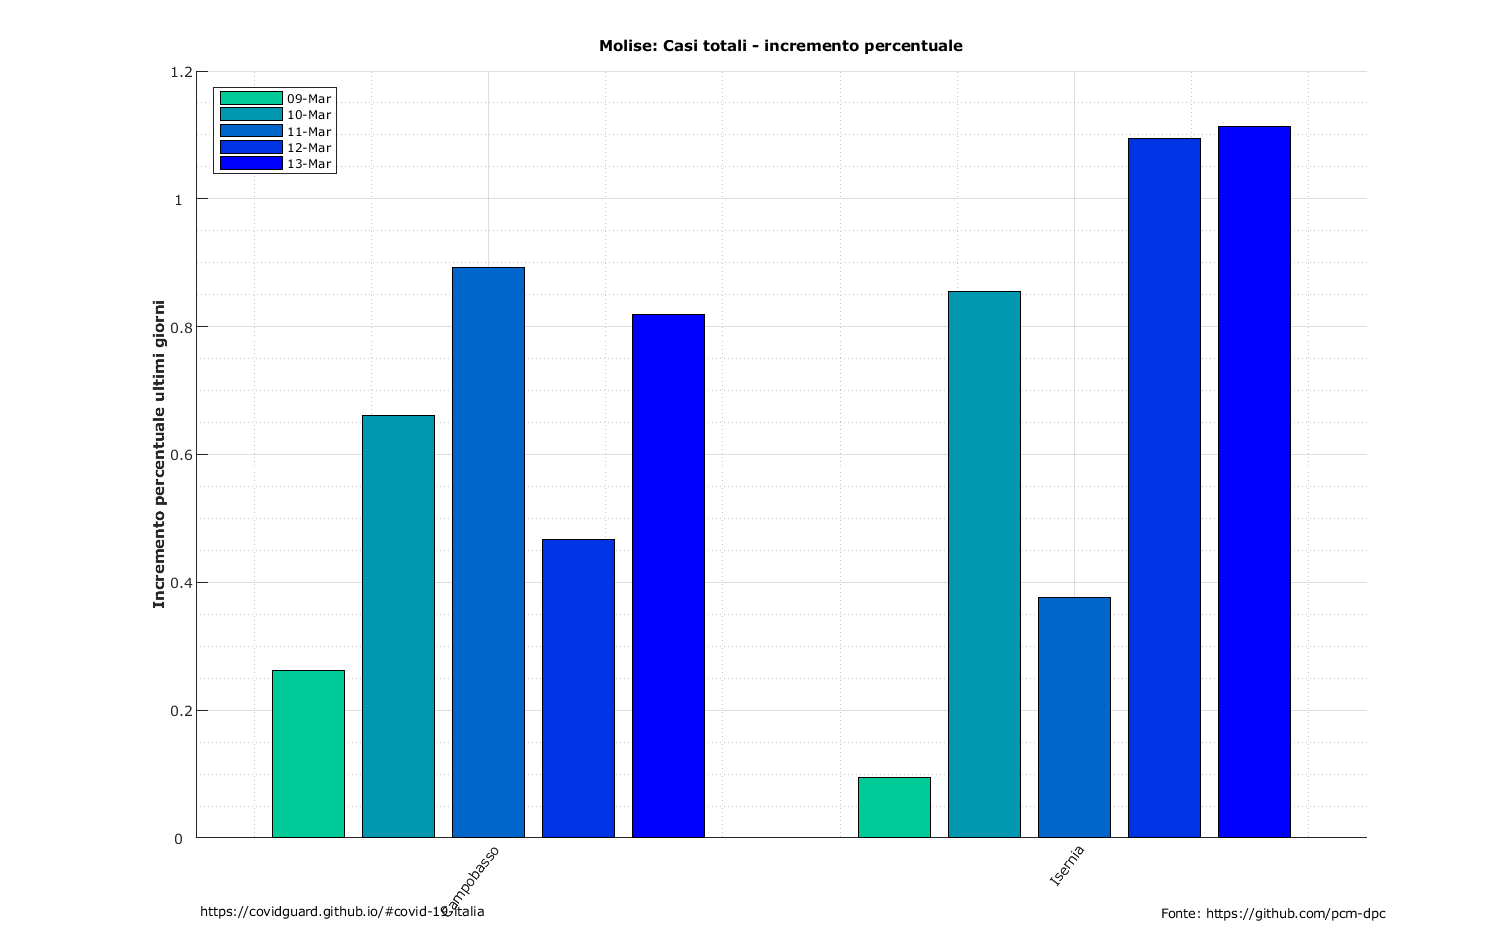 Molise: Casi totali - incremento percentuale
1.2
1
0.8
0.6
0.4
0.2
0
Incremento percentuale ultimi giorni
09-Mar
10-Mar
11-Mar
12-Mar
13-Mar
Campobasso
Isernia
https://covidguard.github.io/#covid-19-italia
Fonte: https://github.com/pcm-dpc